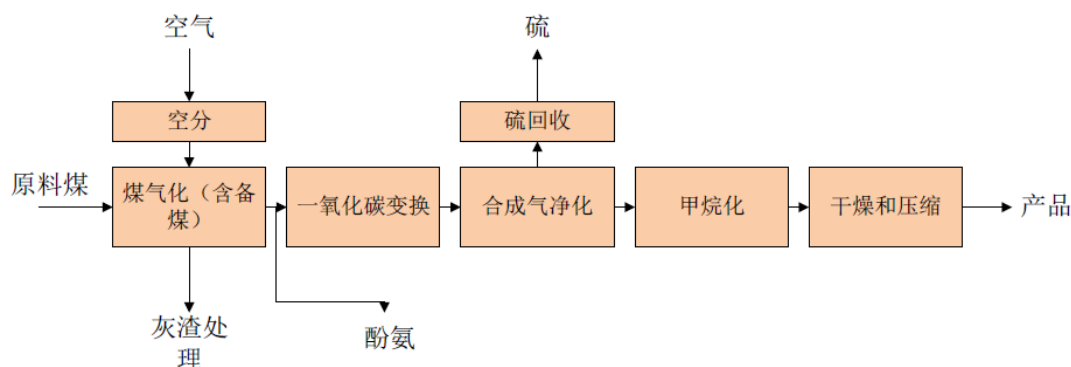 空气
硫
空分
硫回收
原料煤
煤气化（含备
煤）
一氧化碳变换
合成气净化
甲烷化
干燥和压缩
产品
灰渣处
理
酚氨